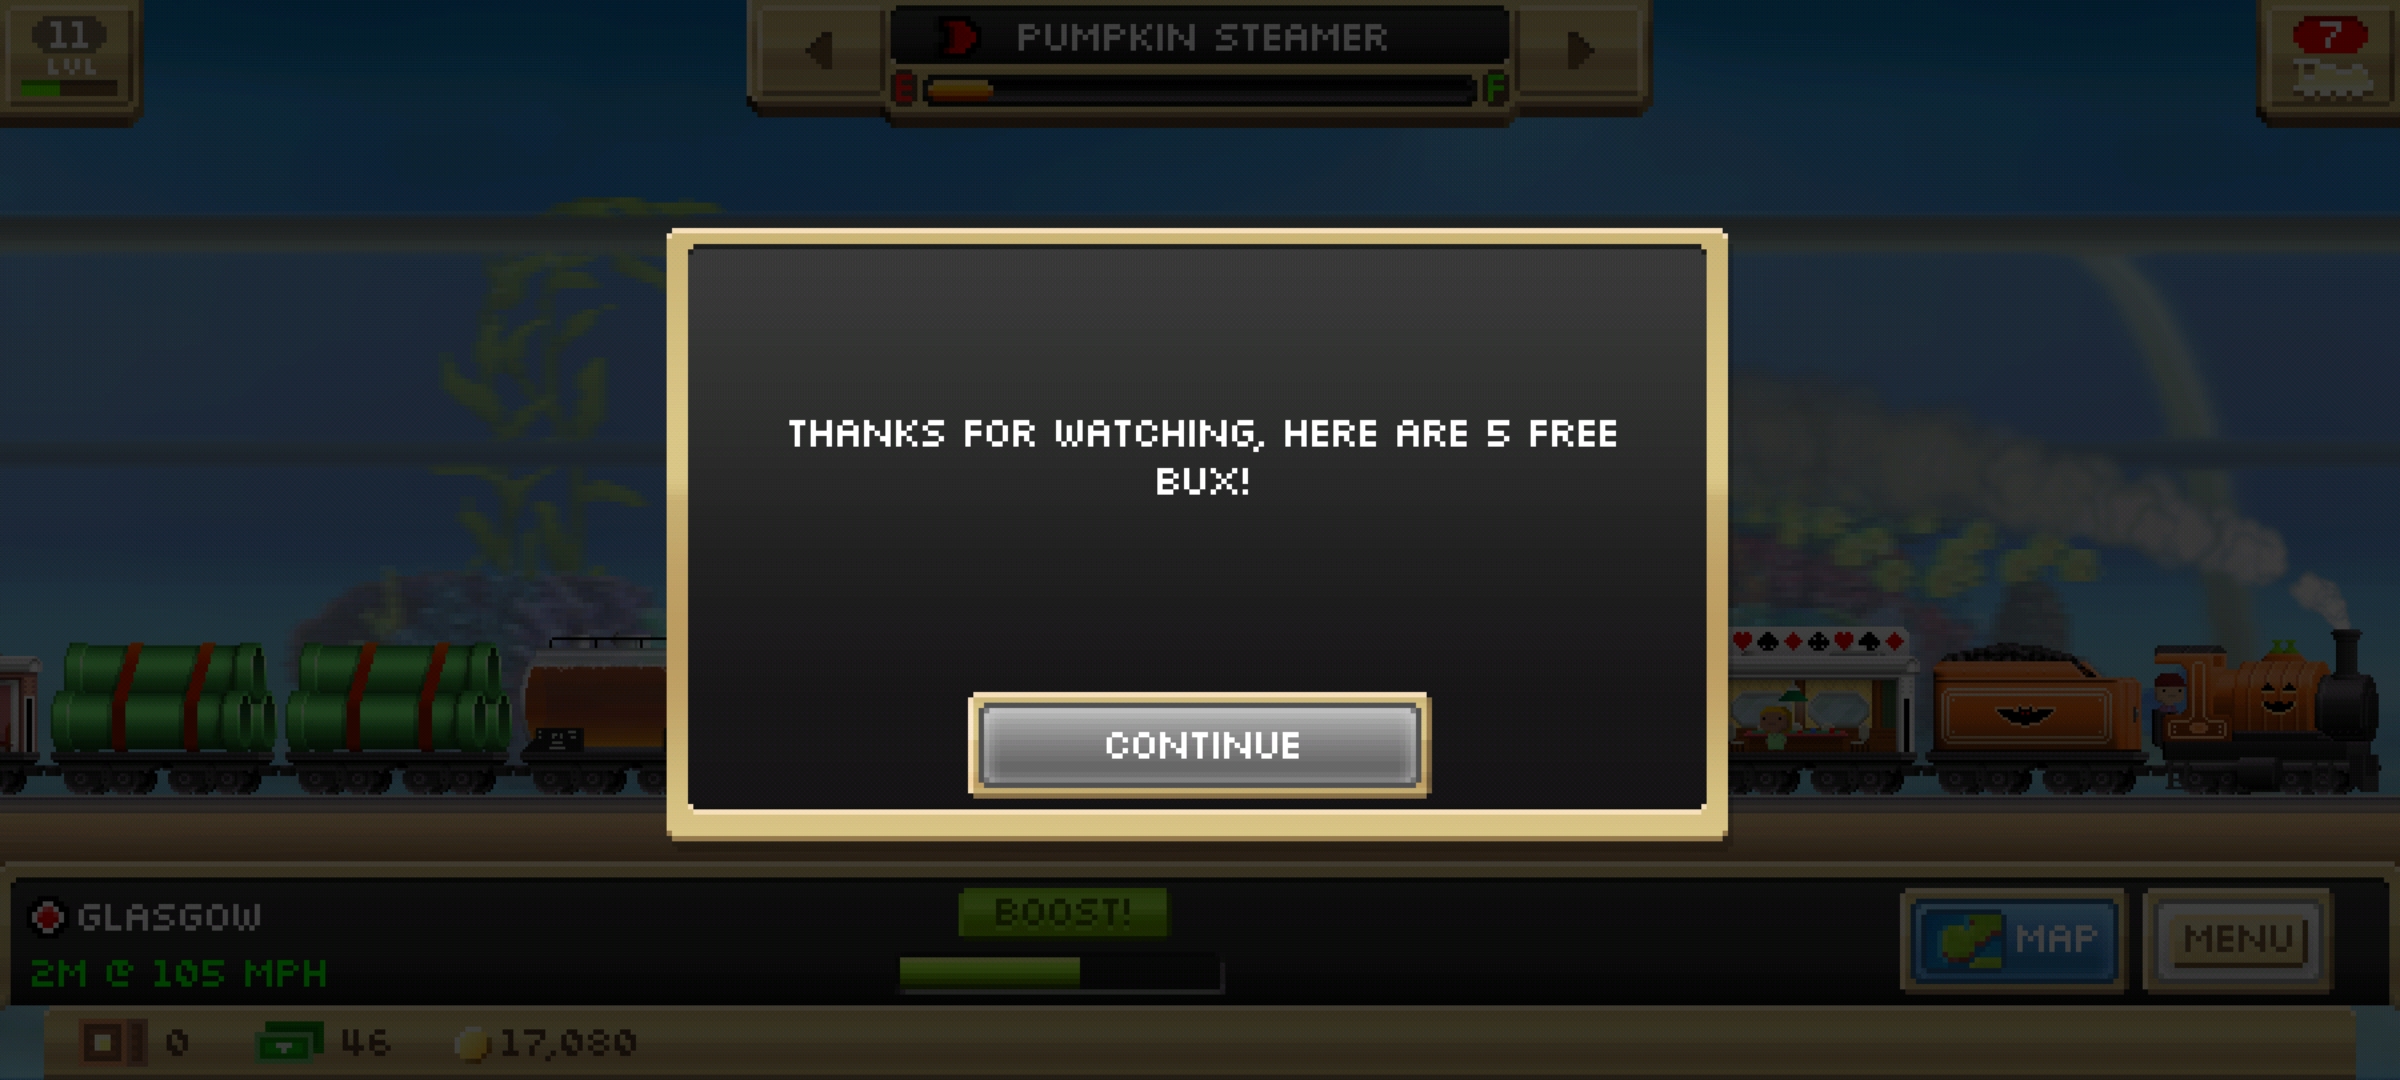 11
LVL
PUMPKIN STEAMER
E
F
7
THANKS FOR WATCHING, HERE ARE 5 FREE
BUX!
CONTINUE
GLASGOW
2M @ 105 MPH
BOOST!
MAP
MENU
0
46
17,080